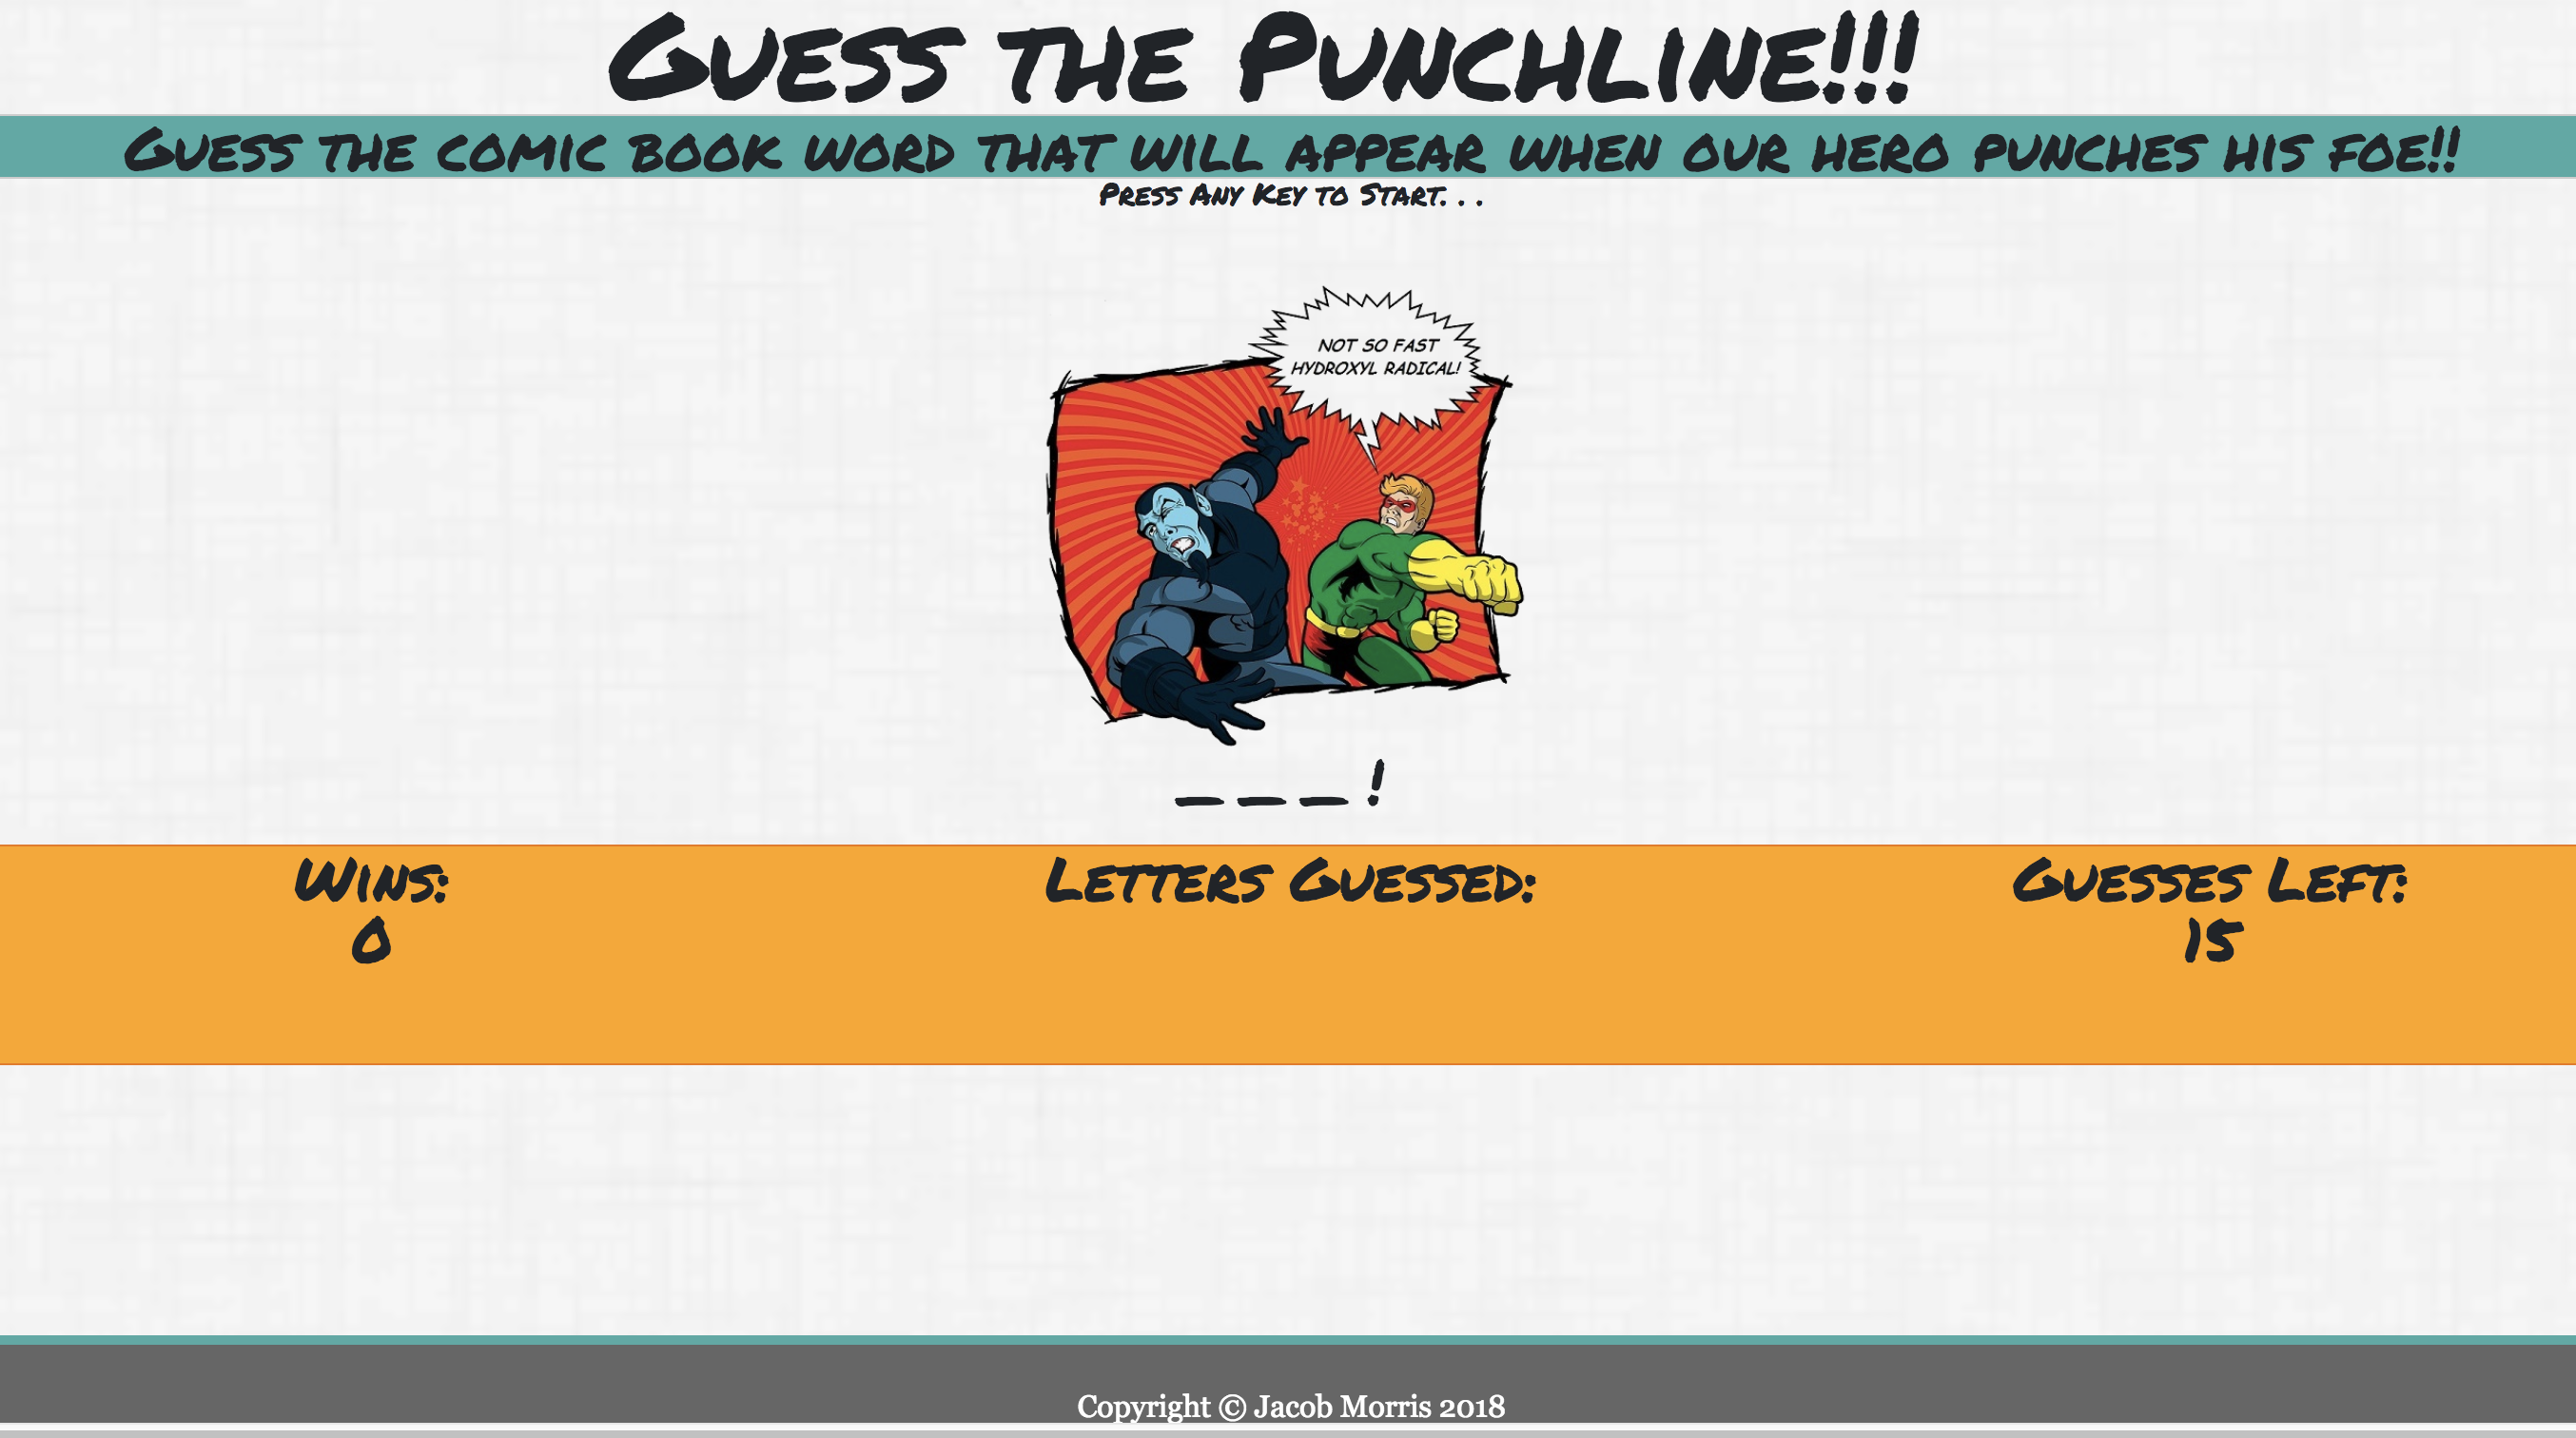 Guess the Punchline!!!
Guess the comic book word that will appear when our hero punches his foe!!
Press Any Key to Start. . .
NOT SO FAST
HYDROXYL RADICAL!
_ _ _ !
Wins:
0
Letters Guessed:
Guesses Left:
15
Copyright © Jacob Morris 2018